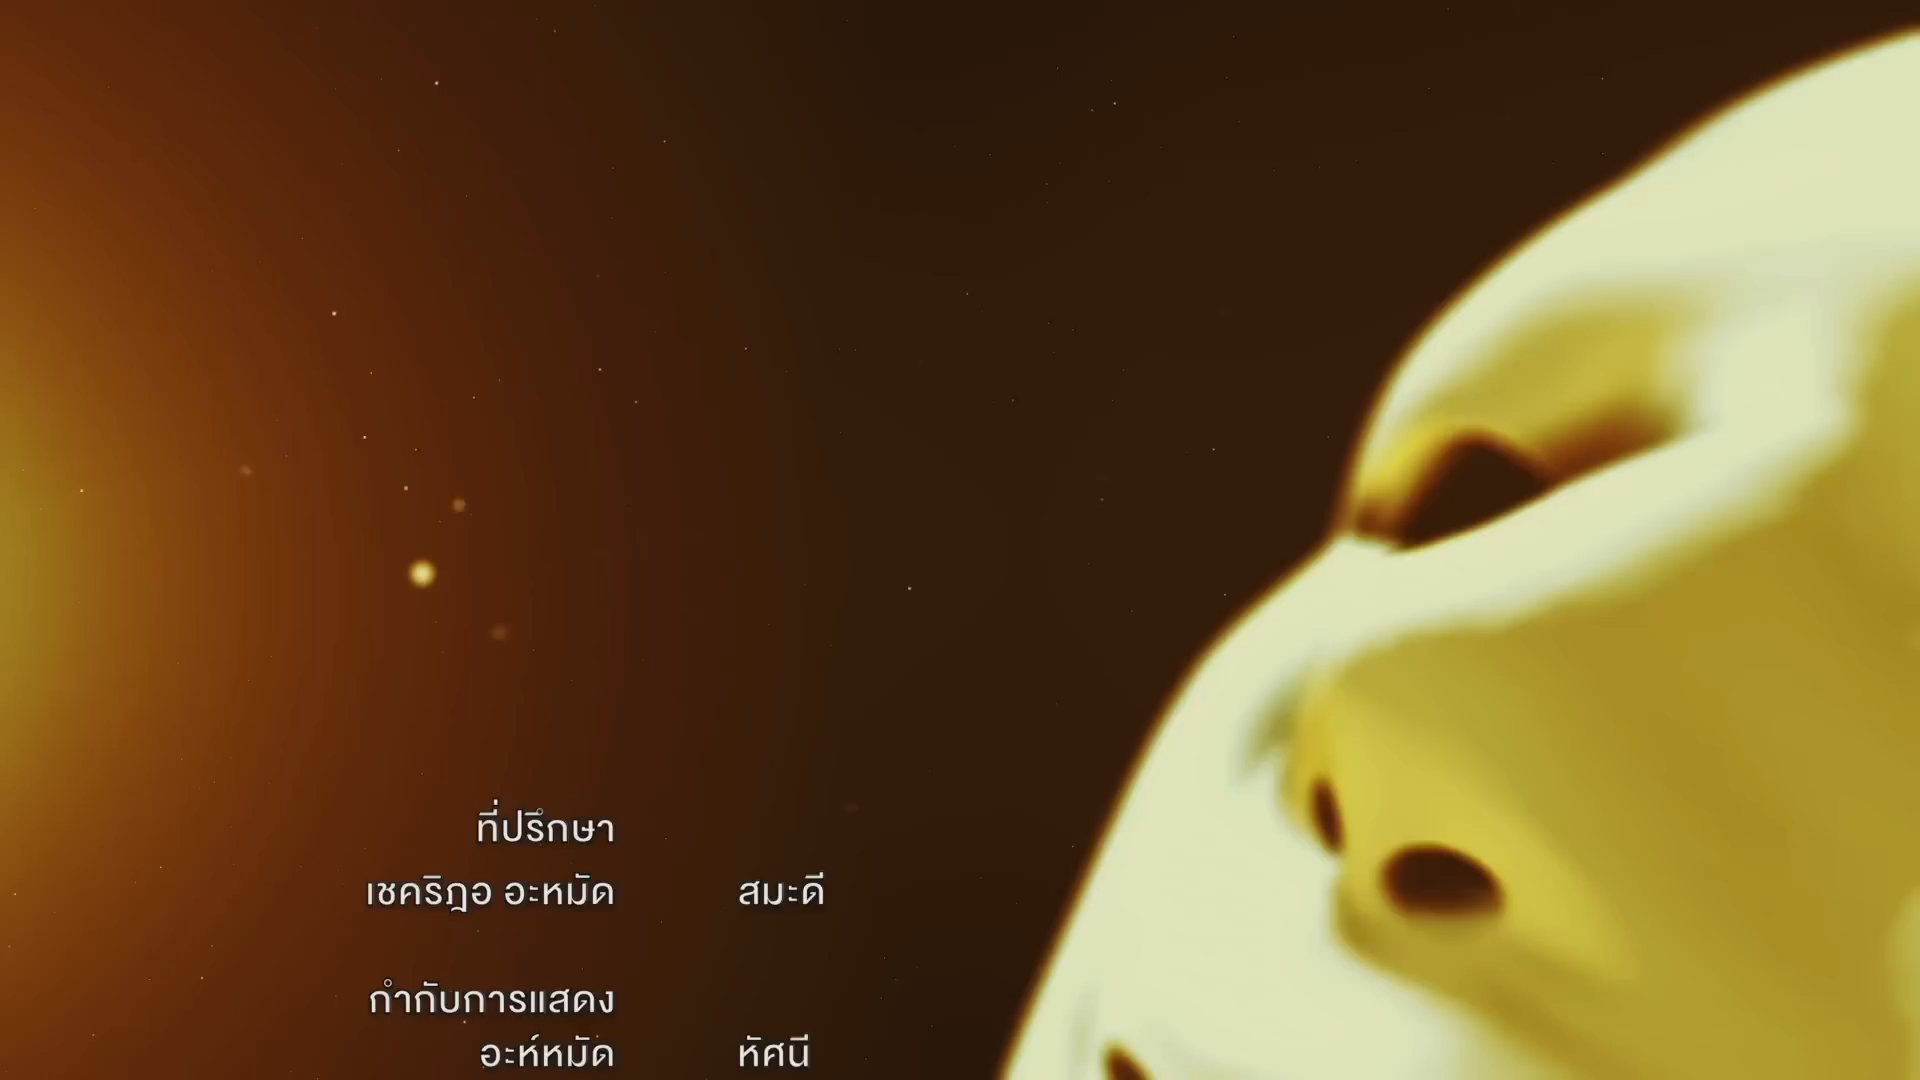 ที่ปรึกษา
เชคริฎอ อะหมัด สมะดี
กำกับการแสดง
อะห์หมัด หัศนี